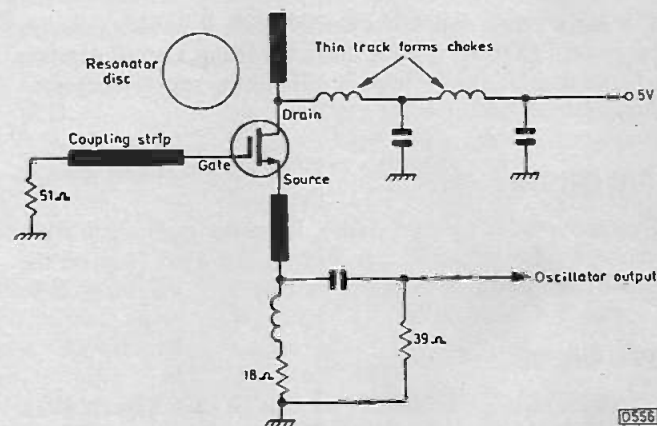 Thin track forms chokes
Resonator
disc
5V
Drain
Coupling strip
Gate
Source
51Ω
Oscillator output
39Ω
18Ω
0556